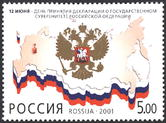 12 ИЮНЯ - ДЕНЬ ПРИНЯТИЯ ДЕКЛАРАЦИИ О ГОСУДАРСТВЕННОМ
СУВЕРЕНИТЕТЕ РОССИЙСКОЙ ФЕДЕРАЦИИ
РОССИЯ 5.00
ROSSIJA · 2001